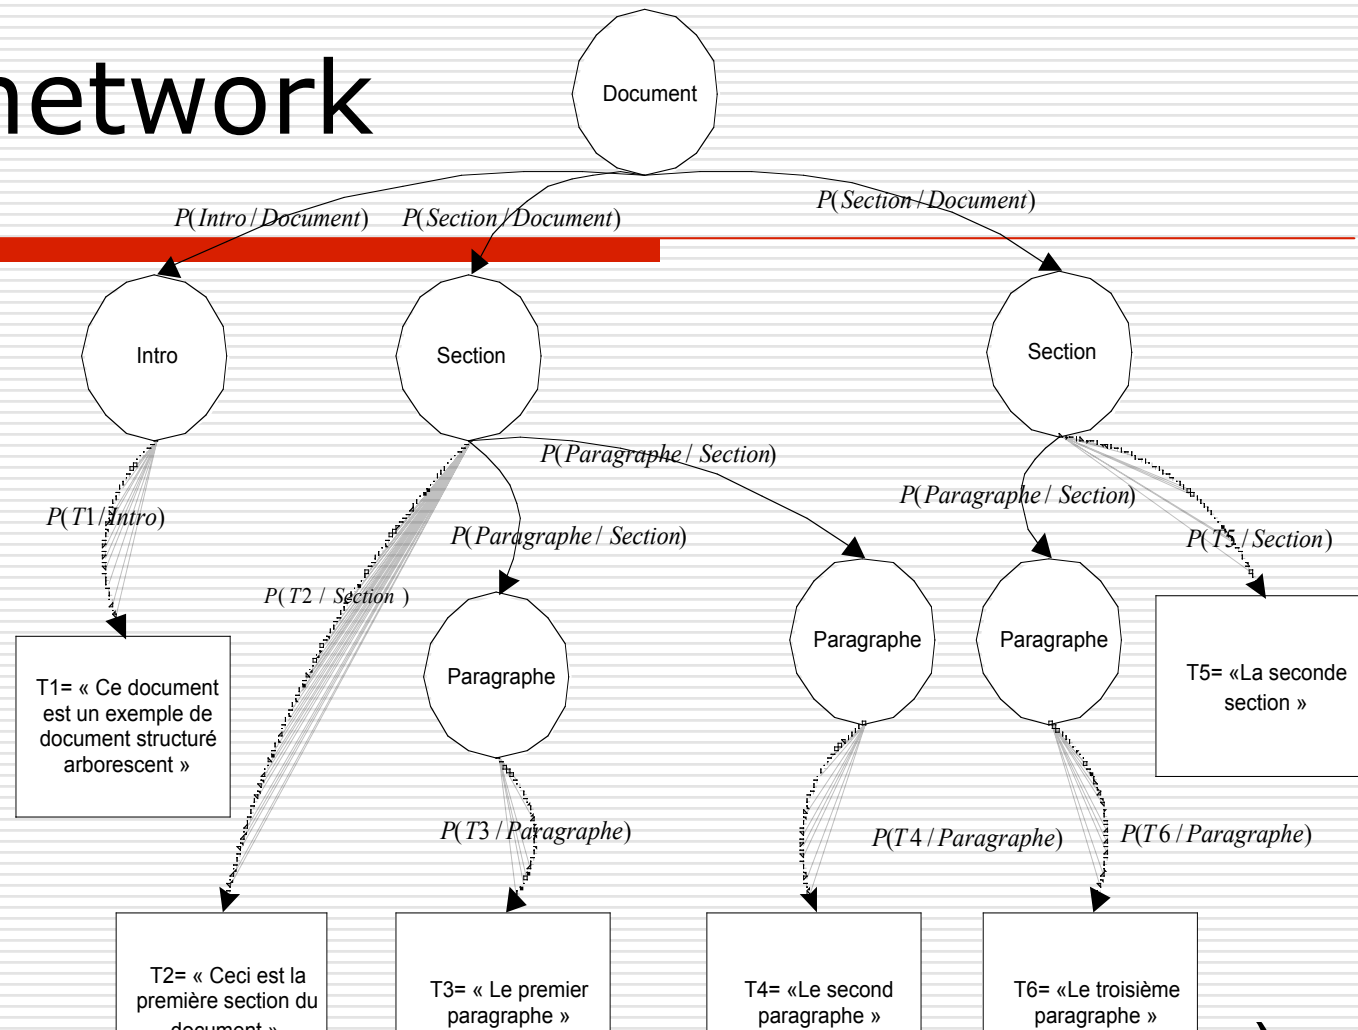 network
Document
P(Intro / Document)
P(Section / Document)
P(Section / Document)
Intro
Section
Section
P(Paragraphe / Section)
P(Paragraphe / Section)
P(T1 / Intro)
P(Paragraphe / Section)
P(T5 / Section)
P(T2 / Section )
Paragraphe
Paragraphe
Paragraphe
T1= « Ce document
est un exemple de
document structuré
arborescent »
T5= «La seconde
section »
P(T3 / Paragraphe)
P(T4 / Paragraphe)
P(T6 / Paragraphe)
T2= « Ceci est la
première section du
document »
T3= « Le premier
paragraphe »
T4= «Le second
paragraphe »
T6= «Le troisième
paragraphe »